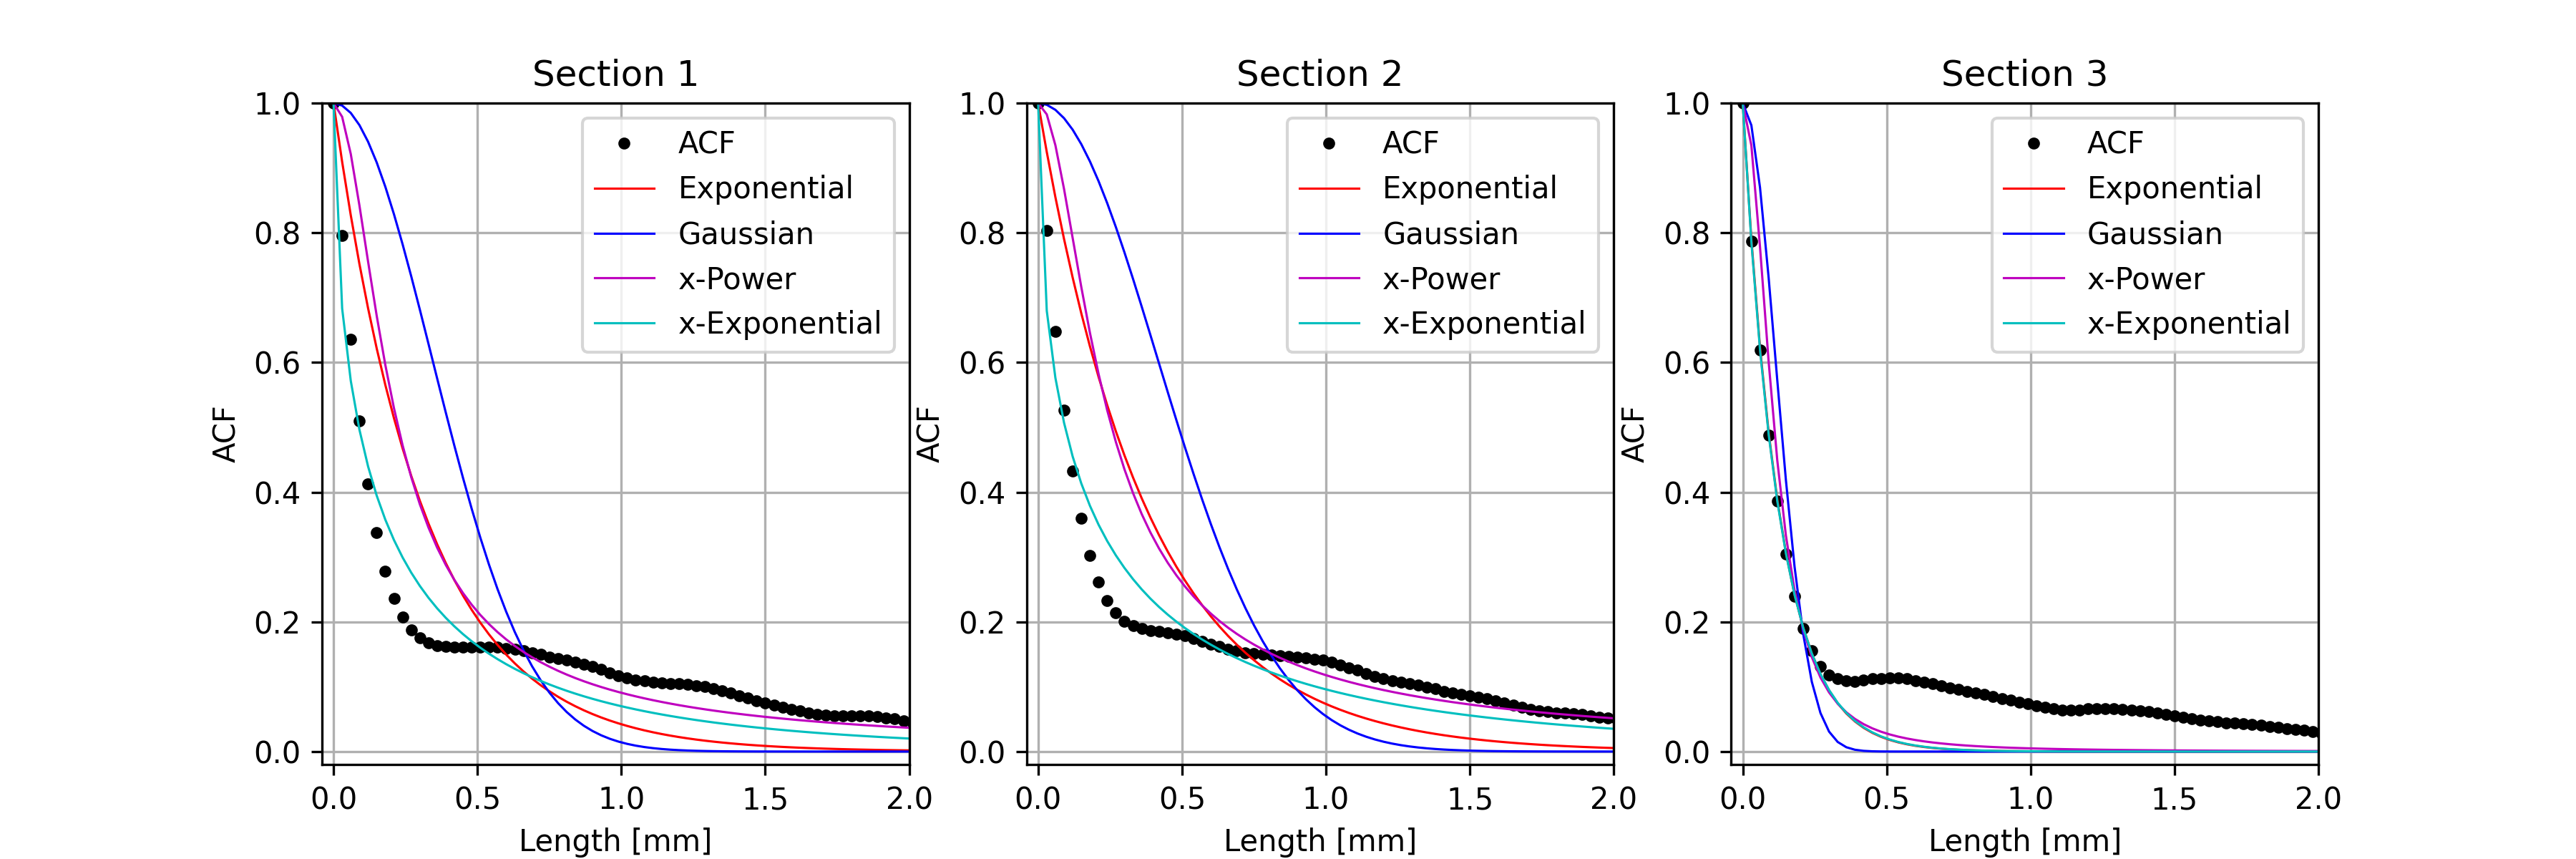 Section 1
1.0
0.8
0.6
0.4
0.2
0.0
ACF
ACF
Exponential
Gaussian
x-Power
x-Exponential
0.0 0.5 1.0 1.5 2.0
Length [mm]
Section 2
1.0
0.8
0.6
0.4
0.2
0.0
ACF
ACF
Exponential
Gaussian
x-Power
x-Exponential
0.0 0.5 1.0 1.5 2.0
Length [mm]
Section 3
1.0
0.8
0.6
0.4
0.2
0.0
ACF
ACF
Exponential
Gaussian
x-Power
x-Exponential
0.0 0.5 1.0 1.5 2.0
Length [mm]